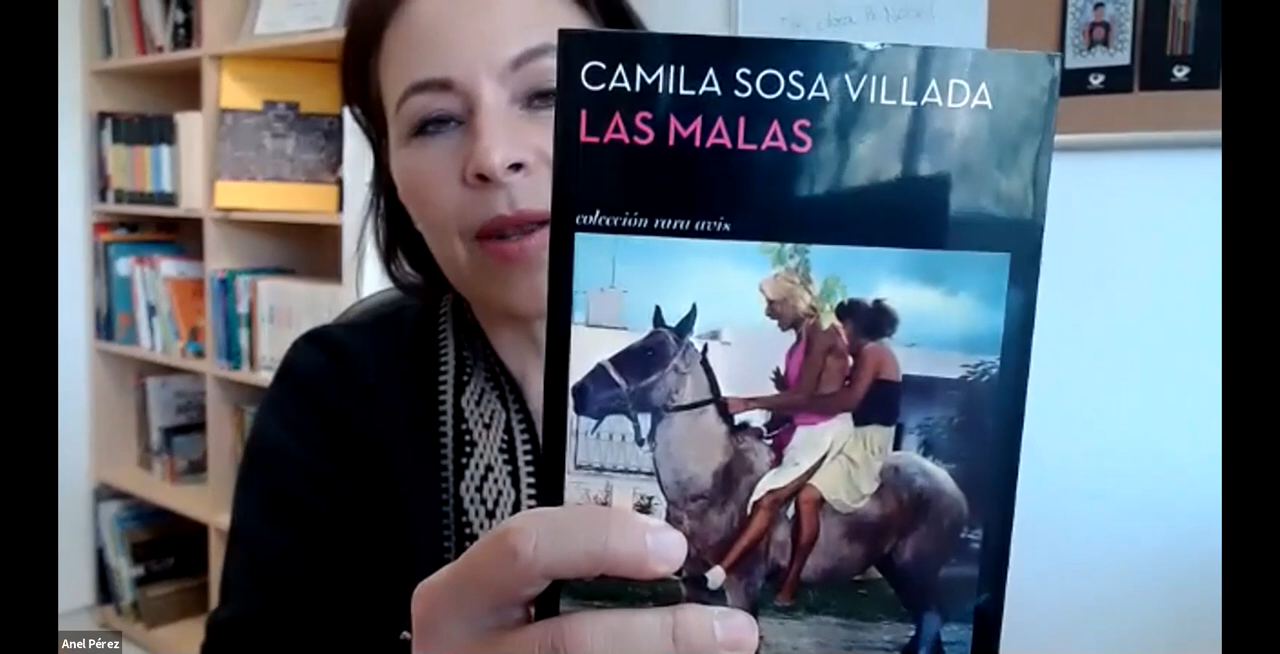 CAMILA SOSA VILLADA
LAS MALAS
colección rara avis
Anel Pérez